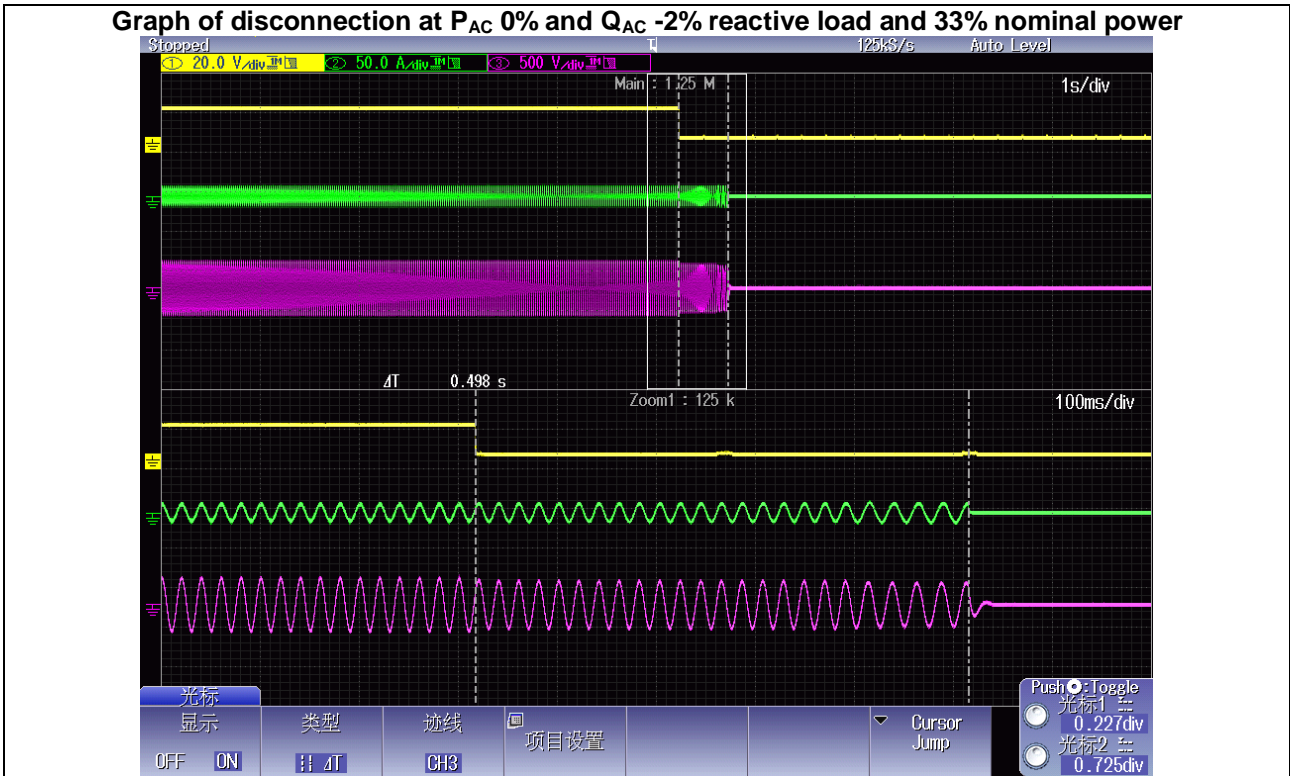 Graph of disconnection at PAC 0% and QAC -2% reactive load and 33% nominal power
Stopped 125kS/s Auto Level
① 20.0 V/div ② 50.0 A/div ③ 500 V/div
Main : 1.25 M 1s/div
ΔT 0.498 s
Zoom1 : 125 k 100ms/div
光标
Push :Toggle
显示 类型 迹线 项目设置 Cursor Jump
OFF ON ΔT CH3
光标1
0.227div
光标2
0.725div